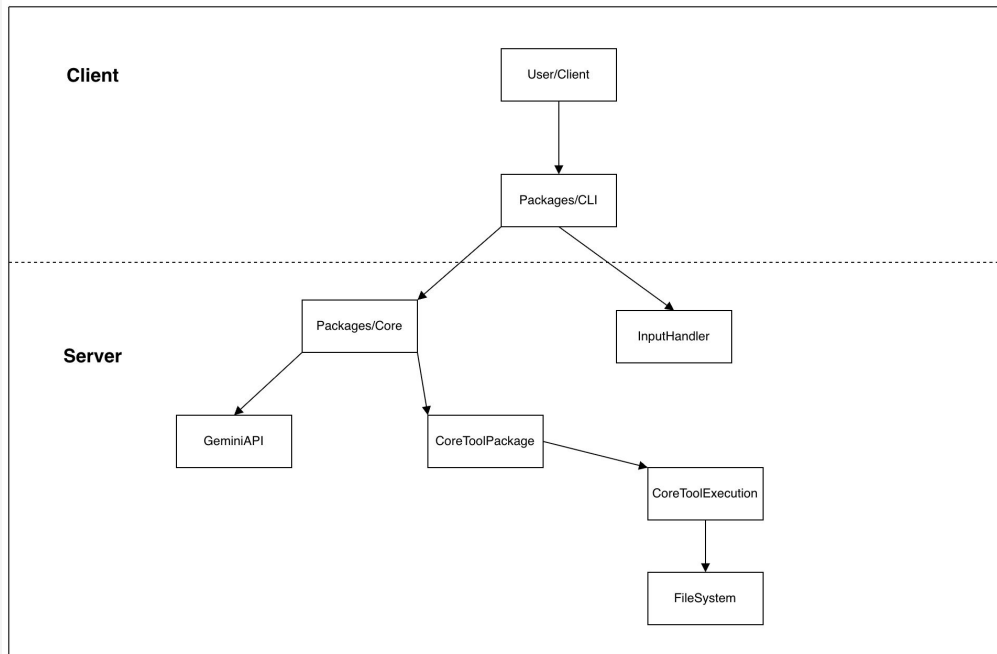 Client
User/Client
Packages/CLI
Packages/Core
InputHandler
Server
GeminiAPI
CoreToolPackage
CoreToolExecution
FileSystem